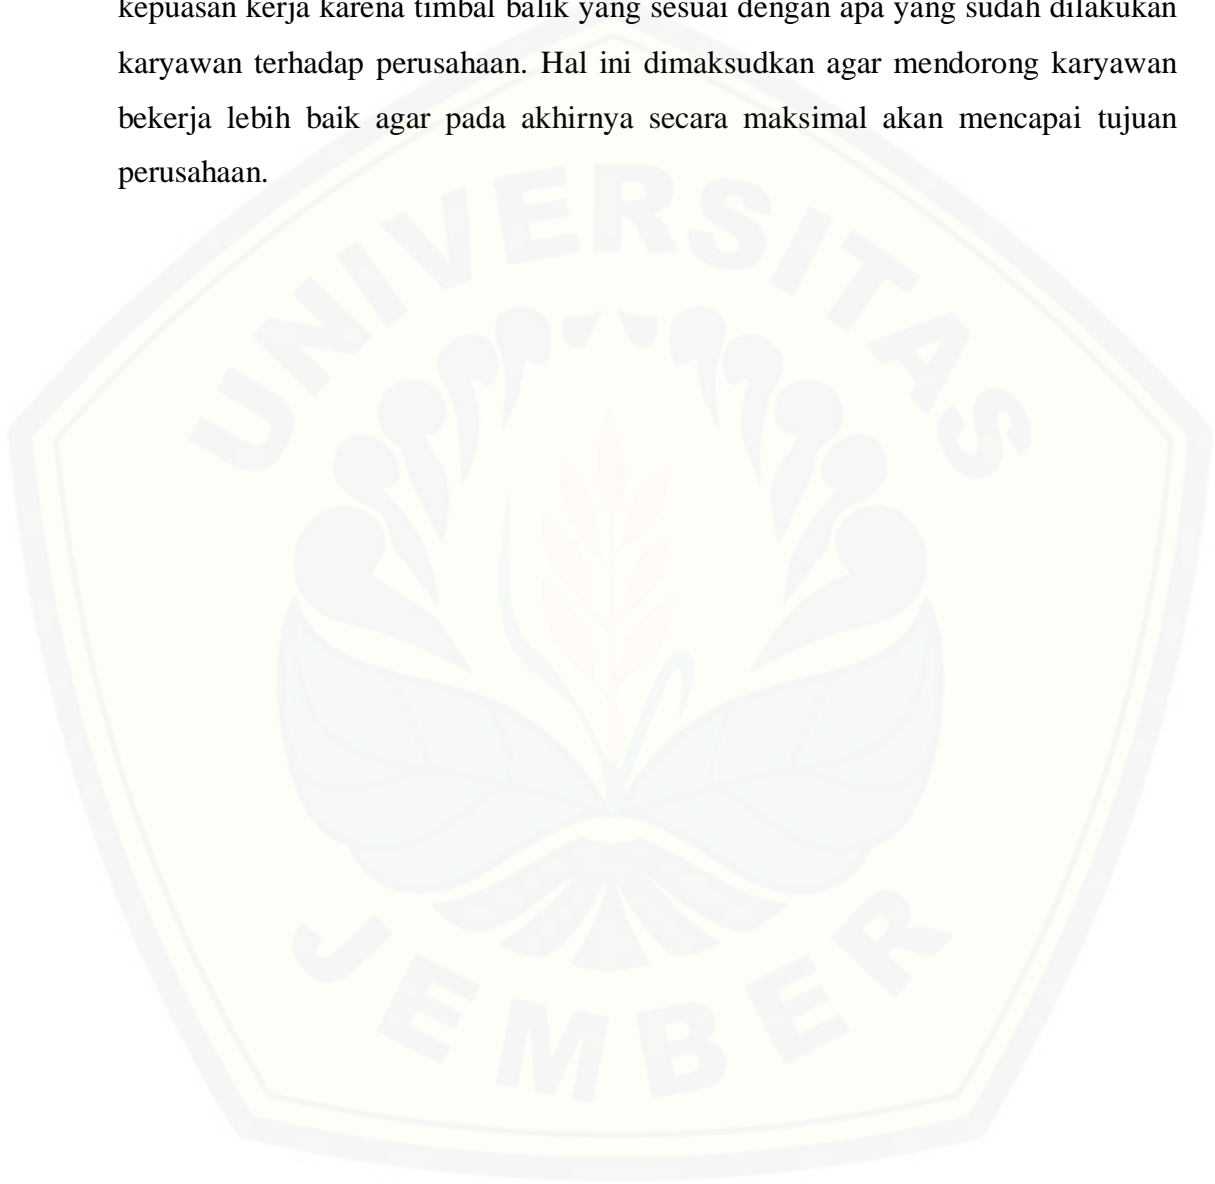 kepuasan kerja karena timbal balik yang sesuai dengan apa yang sudah dilakukan
karyawan terhadap perusahaan. Hal ini dimaksudkan agar mendorong karyawan
bekerja lebih baik agar pada akhirnya secara maksimal akan mencapai tujuan
perusahaan.
UNIVERSITAS
JEMBER